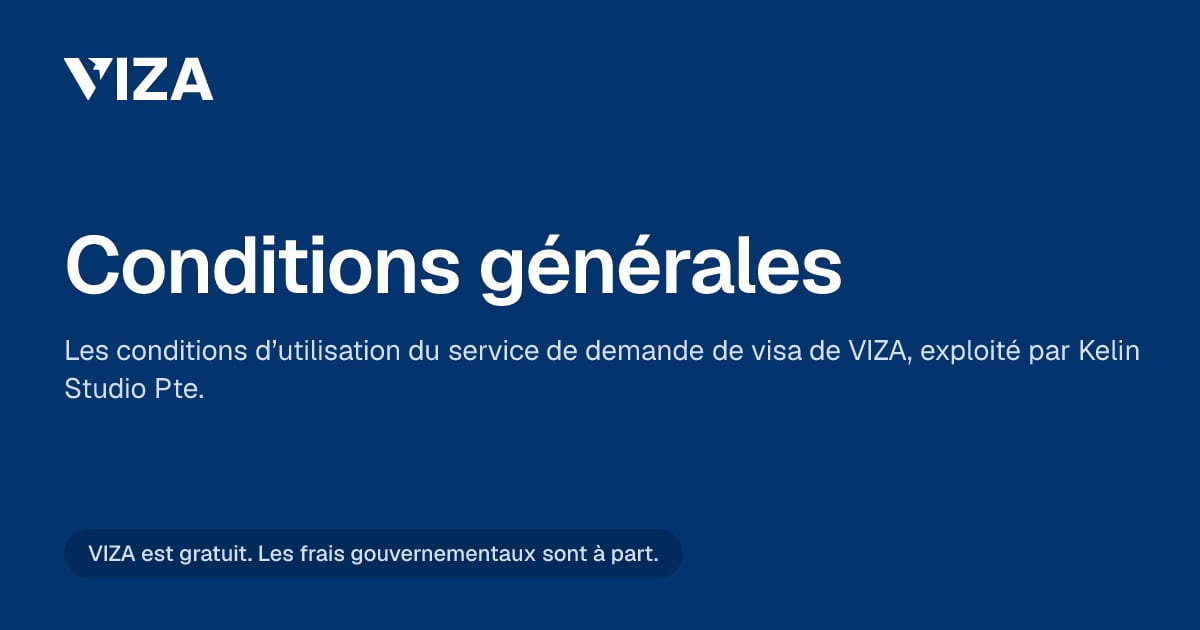 VIZA
Conditions générales
Les conditions d’utilisation du service de demande de visa de VIZA, exploité par Kelin
Studio Pte.
VIZA est gratuit. Les frais gouvernementaux sont à part.